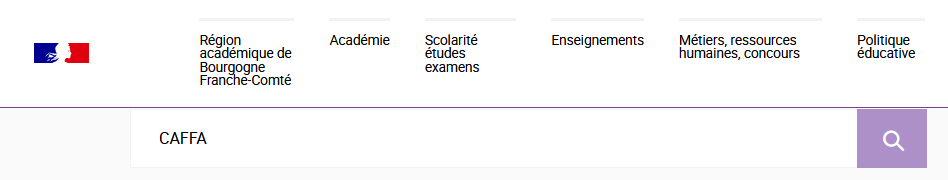 Région
académique de
Bourgogne
Franche-Comté
Académie
Scolarité
études
examens
Enseignements
Métiers, ressources
humaines, concours
Politique
éducative
CAFFA